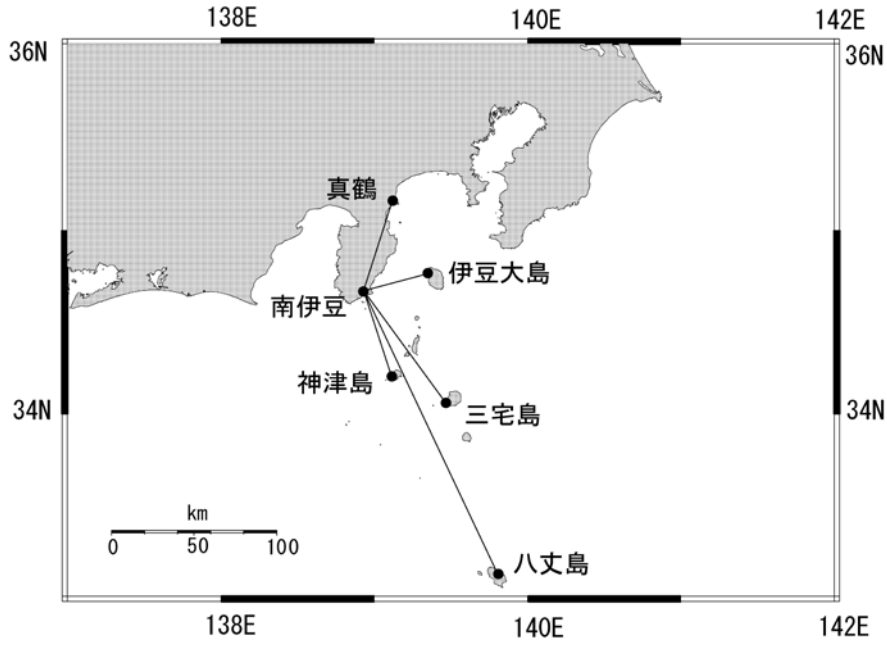 138E 140E 142E
36N 36N
真鶴
伊豆大島
南伊豆
神津島
34N 34N
三宅島
km
0 50 100
八丈島
138E 140E 142E